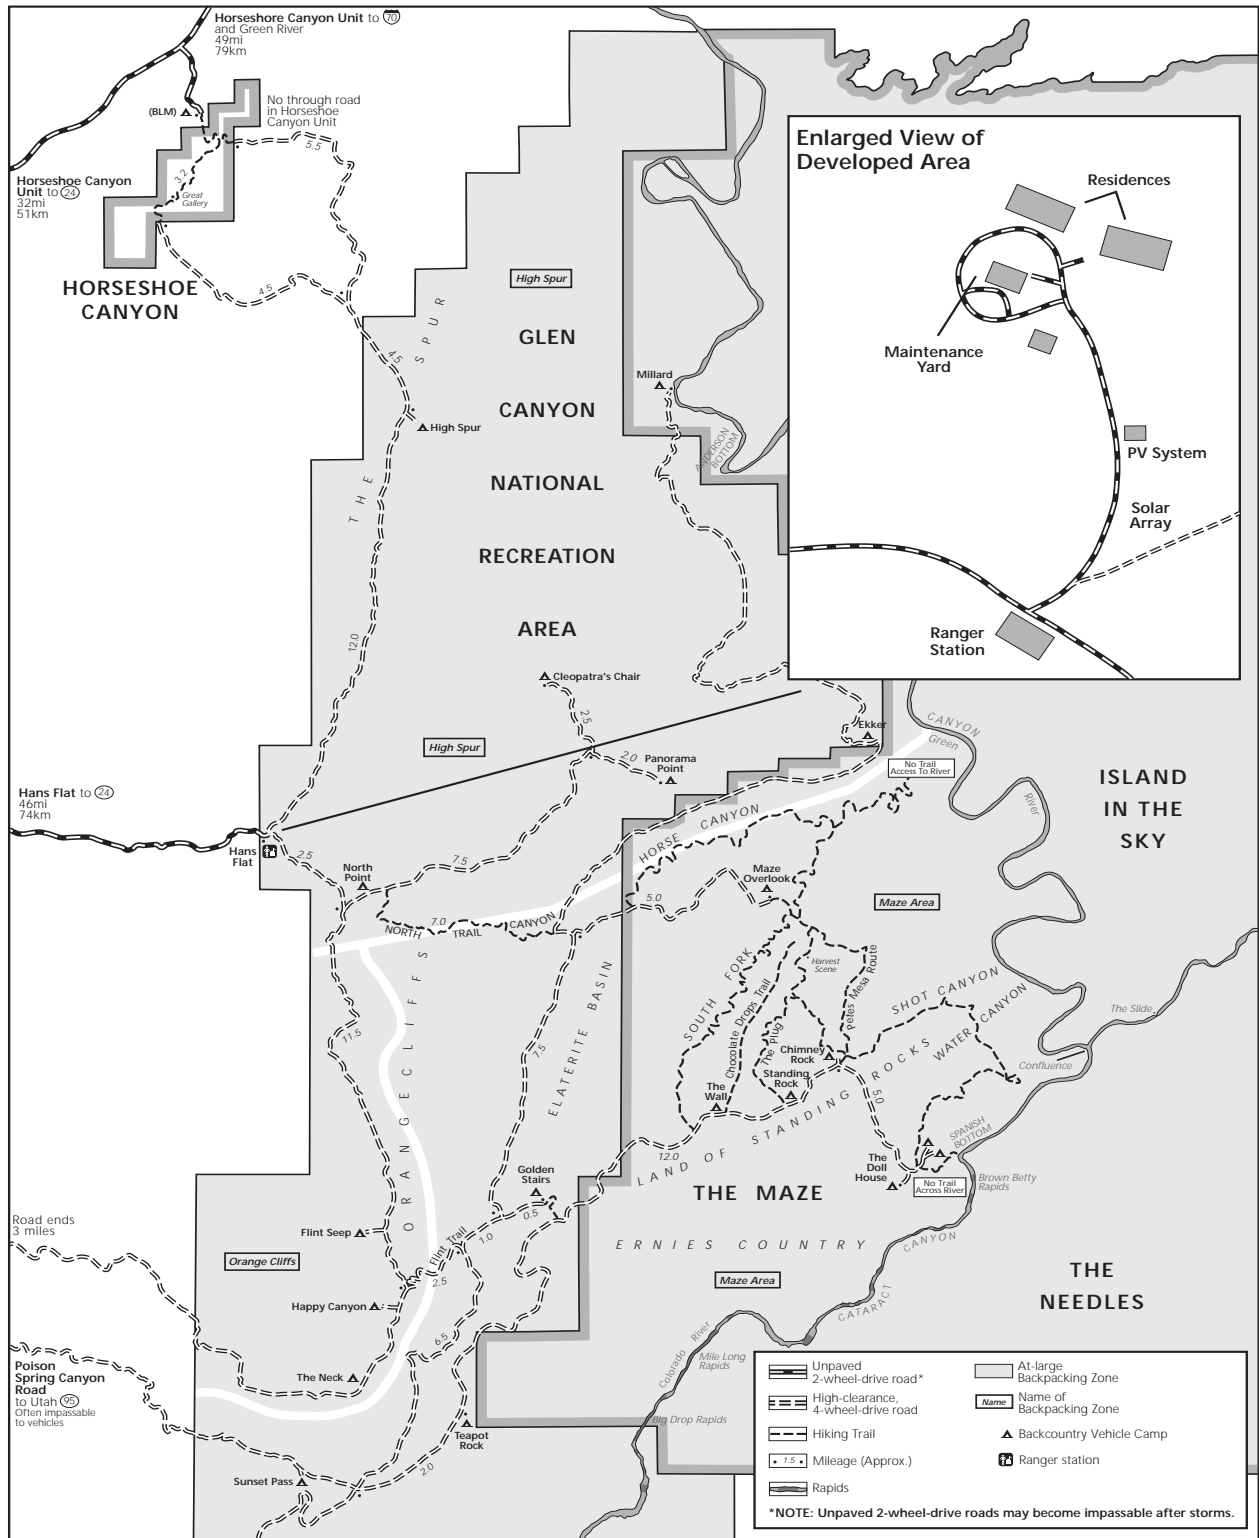 Horseshore Canyon Unit to 70
and Green River
49mi
79km
(BLM)
No through road
in Horseshoe
Canyon Unit
5.5
3.2
Great
Gallery
Horseshoe Canyon
Unit to 24
32mi
51km
HORSESHOE
CANYON
4.5
4.5
THE SPUR
High Spur
High Spur
GLEN
CANYON
NATIONAL
RECREATION
AREA
12.0
Millard
ANDERSON
BOTTOM
Enlarged View of
Developed Area
Residences
Maintenance
Yard
PV System
Solar
Array
Ranger
Station
Cleopatra's Chair
2.5
2.0
Panorama
Point
High Spur
Ekker
CANYON
Green
River
No Trail
Access To River
ISLAND
IN THE
SKY
Hans Flat to 24
46mi
74km
Hans
Flat
2.5
North
Point
7.5
HORSE CANYON
Maze
Overlook
5.0
7.0
NORTH TRAIL CANYON
Maze Area
SOUTH FORK
Chocolate Drops Trail
The Plug
Harvest
Scene
Petes Mesa Route
SHOT CANYON
WATER CANYON
The Slide
Confluence
11.5
ORANGE CLIFFS
7.5
ELATERITE BASIN
Chimney
Rock
Standing
Rock
The
Wall
LAND OF STANDING ROCKS
5.0
12.0
The
Doll
House
SPANISH
BOTTOM
No Trail
Across River
Brown Betty
Rapids
THE MAZE
Golden
Stairs
0.5
1.0
Flint Trail
2.5
Flint Seep
Road ends
3 miles
Orange Cliffs
Happy Canyon
ERNIES COUNTRY
Maze Area
CATARACT CANYON
THE
NEEDLES
6.5
The Neck
Colorado River
Mile Long
Rapids
Big Drop Rapids
Poison
Spring Canyon
Road
to Utah 95
Often impassable
to vehicles
Teapot
Rock
2.0
Sunset Pass
Unpaved
2-wheel-drive road*
High-clearance,
4-wheel-drive road
Hiking Trail
1.5 Mileage (Approx.)
Rapids
At-large
Backpacking Zone
Name Name of
Backpacking Zone
Backcountry Vehicle Camp
Ranger station
*NOTE: Unpaved 2-wheel-drive roads may become impassable after storms.